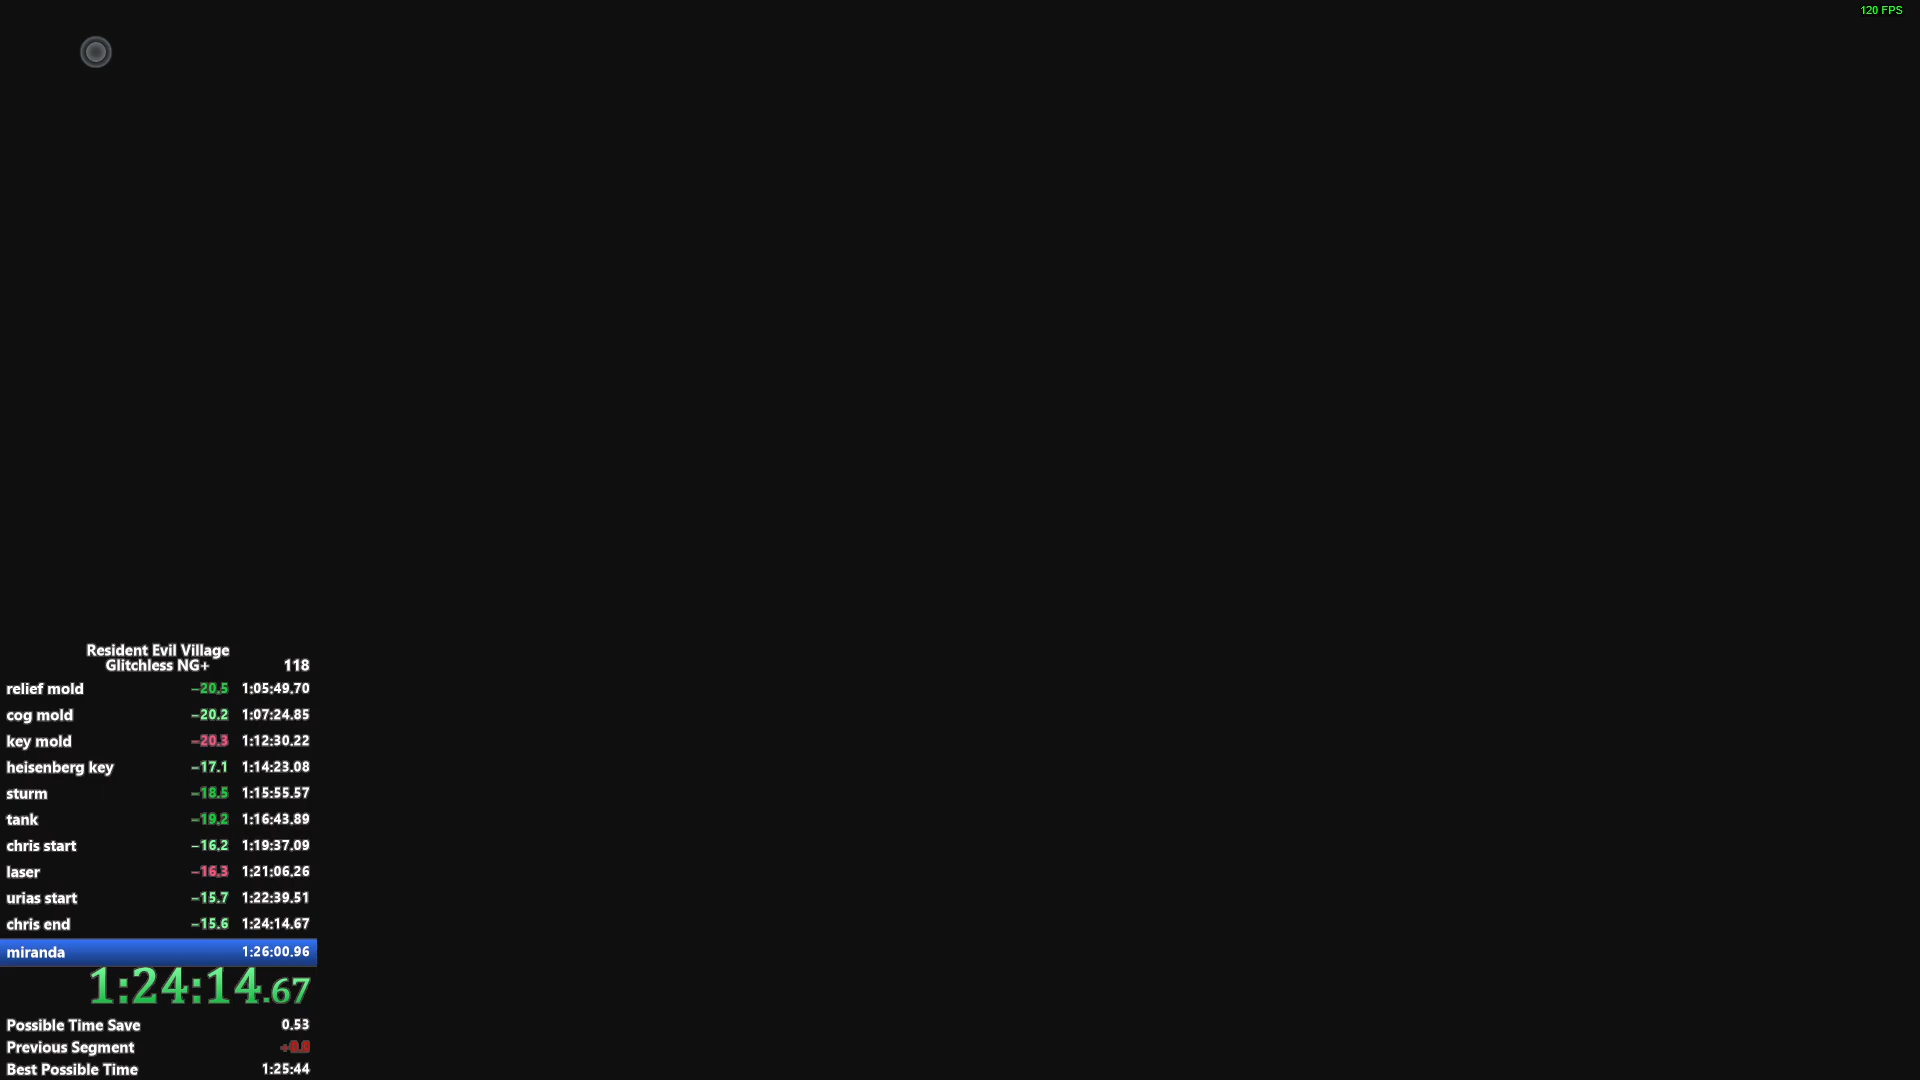 120 FPS
Resident Evil Village
Glitchless NG+ 118
relief mold −20.5 1:05:49.70
cog mold −20.2 1:07:24.85
key mold −20.3 1:12:30.22
heisenberg key −17.1 1:14:23.08
sturm −18.5 1:15:55.57
tank −19.2 1:16:43.89
chris start −16.2 1:19:37.09
laser −16.3 1:21:06.26
urias start −15.7 1:22:39.51
chris end −15.6 1:24:14.67
miranda 1:26:00.96
1:24:14.67
Possible Time Save 0.53
Previous Segment
Best Possible Time 1:25:44